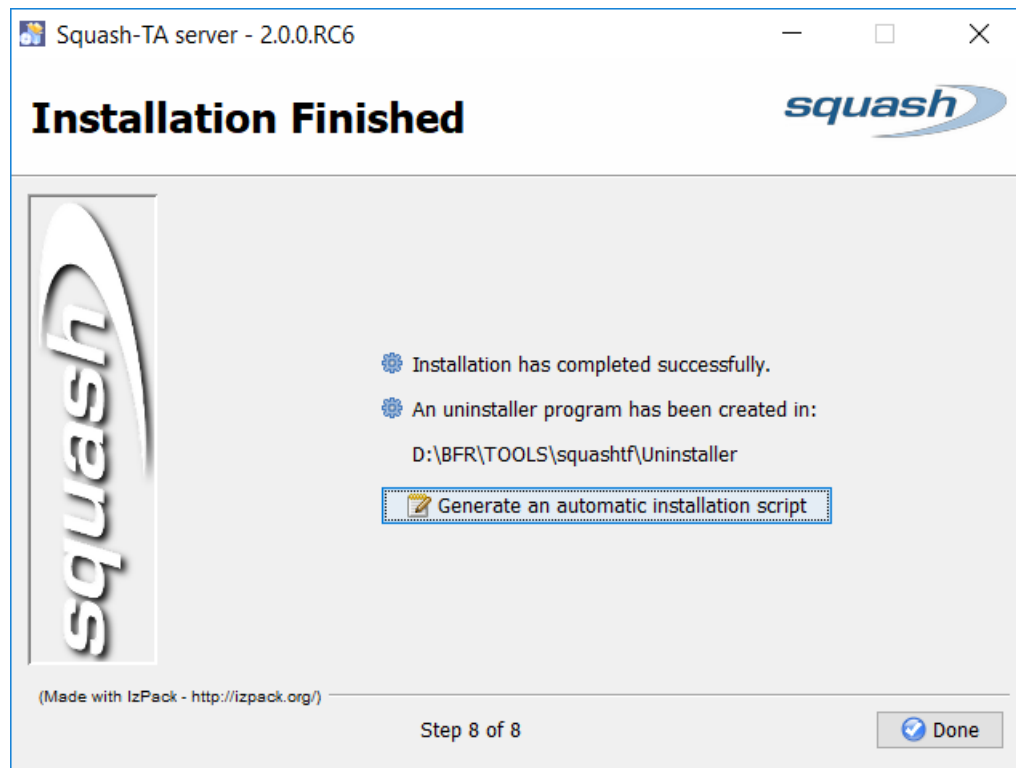 Squash-TA server - 2.0.0.RC6
Installation Finished
squash
squash
Installation has completed successfully.
An uninstaller program has been created in:
D:\BFR\TOOLS\squashtf\Uninstaller
Generate an automatic installation script
(Made with IzPack - http://izpack.org/)
Step 8 of 8
Done